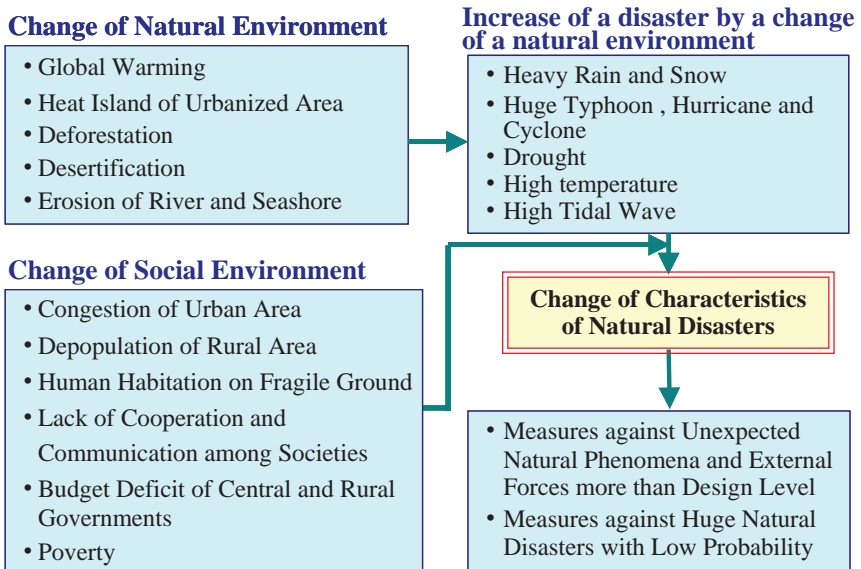 Change of Natural Environment
• Global Warming
• Heat Island of Urbanized Area
• Deforestation
• Desertification
• Erosion of River and Seashore
Increase of a disaster by a change
of a natural environment
• Heavy Rain and Snow
• Huge Typhoon , Hurricane and
Cyclone
• Drought
• High temperature
• High Tidal Wave
Change of Social Environment
• Congestion of Urban Area
• Depopulation of Rural Area
• Human Habitation on Fragile Ground
• Lack of Cooperation and
Communication among Societies
• Budget Deficit of Central and Rural
Governments
• Poverty
Change of Characteristics
of Natural Disasters
• Measures against Unexpected
Natural Phenomena and External
Forces more than Design Level
• Measures against Huge Natural
Disasters with Low Probability